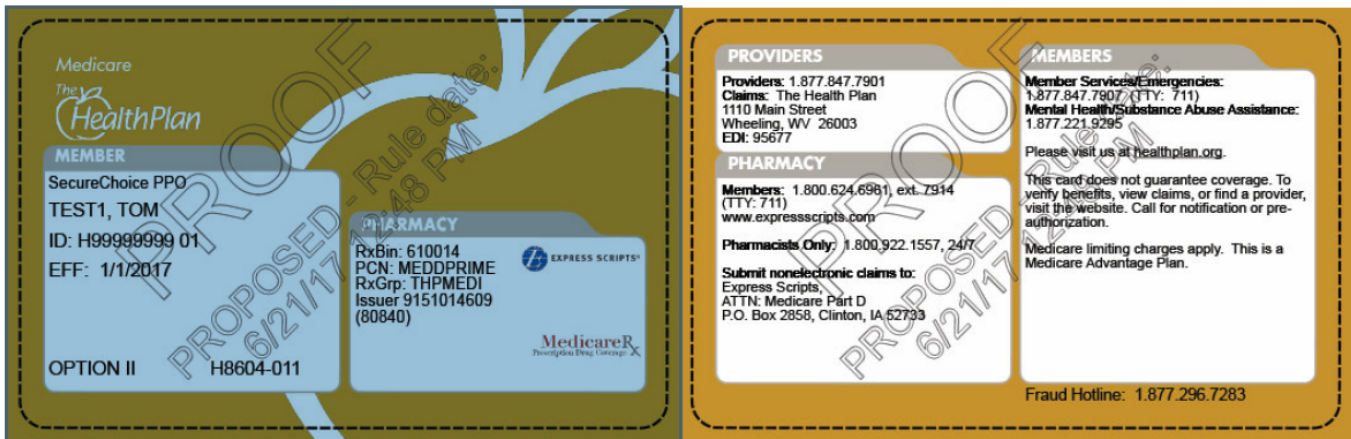 Medicare
The
HealthPlan
MEMBER
SecureChoice PPO
TEST1, TOM
ID: H99999999 01
EFF: 1/1/2017
OPTION II H8604-011
PHARMACY
RxBin: 610014
PCN: MEDDPRIME
RxGrp: THPMEDI
Issuer 9151014609
(80840)
EXPRESS SCRIPTS®
MedicareRx
Prescription Drug Coverage
PROOF
PROPOSED - Rule date:
6/21/17 12:48 PM
PROVIDERS
Providers: 1.877.847.7901
Claims: The Health Plan
1110 Main Street
Wheeling, WV 26003
EDI: 95677
PHARMACY
Members: 1.800.624.6961, ext. 7914
(TTY: 711)
www.expressscripts.com
Pharmacists Only: 1.800.922.1557, 24/7
Submit nonelectronic claims to:
Express Scripts,
ATTN: Medicare Part D
P.O. Box 2858, Clinton, IA 52733
MEMBERS
Member Services/Emergencies:
1.877.847.7907 (TTY: 711)
Mental Health/Substance Abuse Assistance:
1.877.221.9295
Please visit us at healthplan.org.
This card does not guarantee coverage. To
verify benefits, view claims, or find a provider,
visit the website. Call for notification or pre-
authorization.
Medicare limiting charges apply. This is a
Medicare Advantage Plan.
Fraud Hotline: 1.877.296.7283
PROOF
PROPOSED - Rule date:
6/21/17 12:48 PM